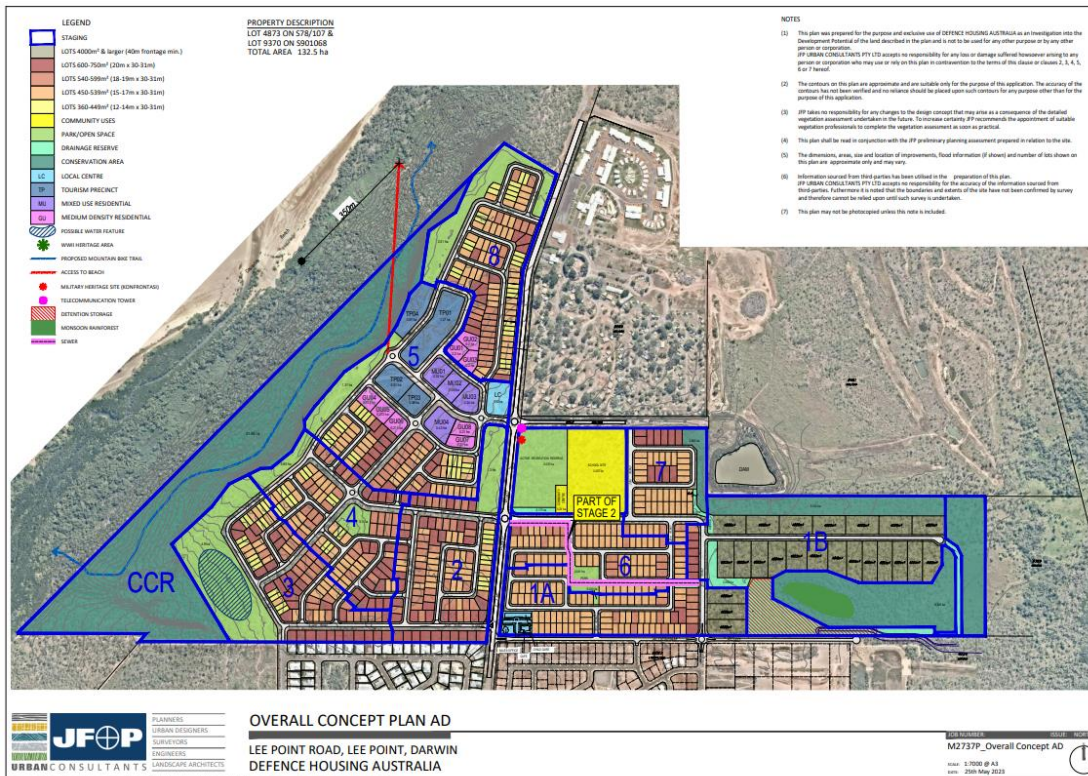 LEGEND
STAGING
LOTS 4000m² & larger (40m frontage min.)
LOTS 600-750m² (20m x 30-31m)
LOTS 540-599m² (18-19m x 30-31m)
LOTS 450-539m² (15-17m x 30-31m)
LOTS 360-449m² (12-14m x 30-31m)
COMMUNITY USES
PARK/OPEN SPACE
DRAINAGE RESERVE
CONSERVATION AREA
LC LOCAL CENTRE
TP TOURISM PRECINCT
MU MIXED USE RESIDENTIAL
GU MEDIUM DENSITY RESIDENTIAL
POSSIBLE WATER FEATURE
WWII HERITAGE AREA
PROPOSED MOUNTAIN BIKE TRAIL
ACCESS TO BEACH
MILITARY HERITAGE SITE (KONFRONTASI)
TELECOMMUNICATION TOWER
DETENTION STORAGE
MONSOON RAINFOREST
SEWER
PROPERTY DESCRIPTION
LOT 4873 ON S78/107 &
LOT 9370 ON S901068
TOTAL AREA 132.5 ha
NOTES
(1) This plan was prepared for the purpose and exclusive use of DEFENCE HOUSING AUSTRALIA as an Investigation into the
Development Potential of the land described in the plan and is not to be used for any other purpose or by any other
person or corporation.
JFP URBAN CONSULTANTS PTY LTD accepts no responsibility for any loss or damage suffered howsoever arising to any
person or corporation who may use or rely on this plan in contravention to the terms of this clause or clauses 2, 3, 4, 5,
6 or 7 hereof.
(2) The contours on this plan are approximate and are suitable only for the purpose of this application. The accuracy of the
contours has not been verified and no reliance should be placed upon such contours for any purpose other than for the
purpose of this application.
(3) JFP takes no responsibility for any changes to the design concept that may arise as a consequence of the detailed
vegetation assessment undertaken in the future. To increase certainty JFP recommends the appointment of suitable
vegetation professionals to complete the vegetation assessment as soon as practical.
(4) This plan shall be read in conjunction with the JFP preliminary planning assessment prepared in relation to the site.
(5) The dimensions, areas, size and location of improvements, flood information (if shown) and number of lots shown on
this plan are approximate only and may vary.
(6) Information sourced from third-parties has been utilised in the preparation of this plan.
JFP URBAN CONSULTANTS PTY LTD accepts no responsibility for the accuracy of the information sourced from
third-parties. Furthermore it is noted that the boundaries and extents of the site have not been confirmed by survey
and therefore cannot be relied upon until such survey is undertaken.
(7) This plan may not be photocopied unless this note is included.
350m
8
TP04
TP01
GU02
GU01
GU03
5
MU01
TP02
MU02
TP03
MU03
LC
GU04
GU05
GU06
MU04
GU08
GU07
7
DAM
PART OF
STAGE 2
4
1B
CCR
3
2
6
1A
JFP
URBAN CONSULTANTS
PLANNERS
URBAN DESIGNERS
SURVEYORS
ENGINEERS
LANDSCAPE ARCHITECTS
OVERALL CONCEPT PLAN AD
LEE POINT ROAD, LEE POINT, DARWIN
DEFENCE HOUSING AUSTRALIA
JOB NUMBER:
ISSUE:
M2737P_Overall Concept AD
SCALE: 1:7000 @ A3
DATE: 25th May 2023